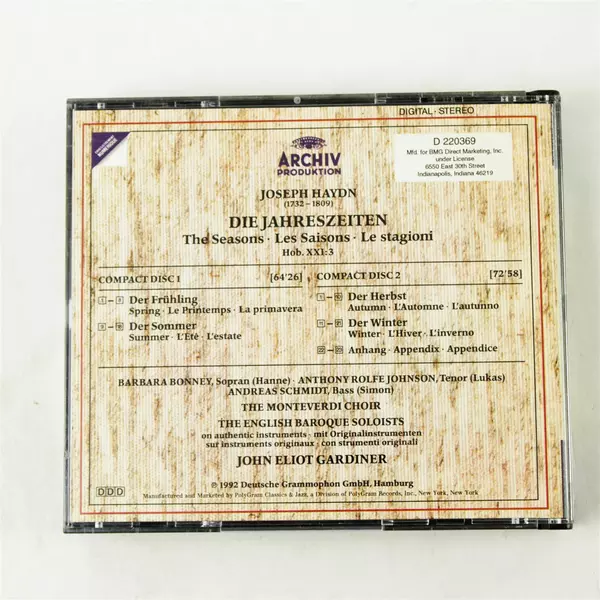 DIGITAL · STEREO
D 220369
Mfd. for BMG Direct Marketing, Inc.
under License
6550 East 30th Street
Indianapolis, Indiana 46219
ARCHIV
PRODUKTION
JOSEPH HAYDN
(1732 – 1809)
DIE JAHRESZEITEN
The Seasons · Les Saisons · Le stagioni
Hob. XXI:3
COMPACT DISC 1 [64'26]
Der Frühling
Spring · Le Printemps · La primavera
Der Sommer
Summer · L'Eté · L'estate
COMPACT DISC 2 [72'58]
Der Herbst
Autumn · L'Automne · L'autunno
Der Winter
Winter · L'Hiver · L'inverno
Anhang · Appendix · Appendice
BARBARA BONNEY, Sopran (Hanne) · ANTHONY ROLFE JOHNSON, Tenor (Lukas)
ANDREAS SCHMIDT, Bass (Simon)
THE MONTEVERDI CHOIR
THE ENGLISH BAROQUE SOLOISTS
on authentic instruments · mit Originalinstrumenten
sur instruments originaux · con strumenti originali
JOHN ELIOT GARDINER
℗ 1992 Deutsche Grammophon GmbH, Hamburg
DDD
Manufactured and Marketed by PolyGram Classics & Jazz, a Division of PolyGram Records, Inc., New York, New York